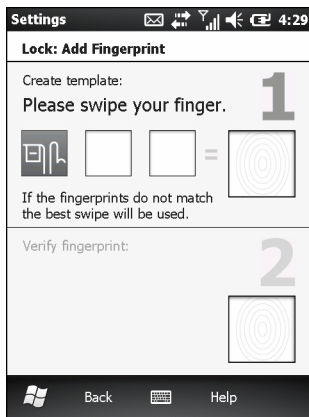 Settings 4:29
Lock: Add Fingerprint
Create template:
1
Please swipe your finger.
=
If the fingerprints do not match
the best swipe will be used.
Verify fingerprint:
2
Back Help